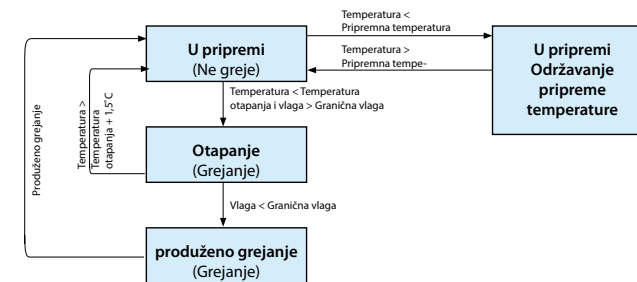 Temperatura <
Pripremna temperatura
U pripremi
(Ne greje)
Temperatura >
Pripremna tempe-
U pripremi
Održavanje
pripreme
temperature
Temperatura < Temperatura
otapanja i vlaga > Granična vlaga
Produženo grejanje
Temperatura >
Temperatura
otapanja + 1,5°C
Otapanje
(Grejanje)
Vlaga < Granična vlaga
produženo grejanje
(Grejanje)